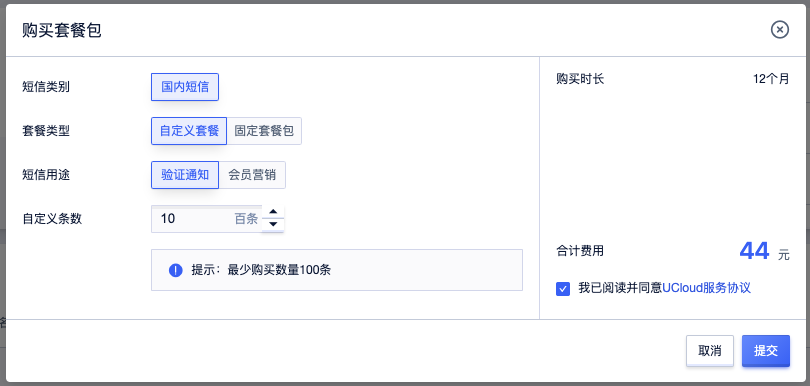 购买套餐包
短信类别 国内短信
套餐类型 自定义套餐 固定套餐包
短信用途 验证通知 会员营销
自定义条数 10 百条
提示：最少购买数量100条
购买时长 12个月
合计费用 44 元
我已阅读并同意UCloud服务协议
取消 提交